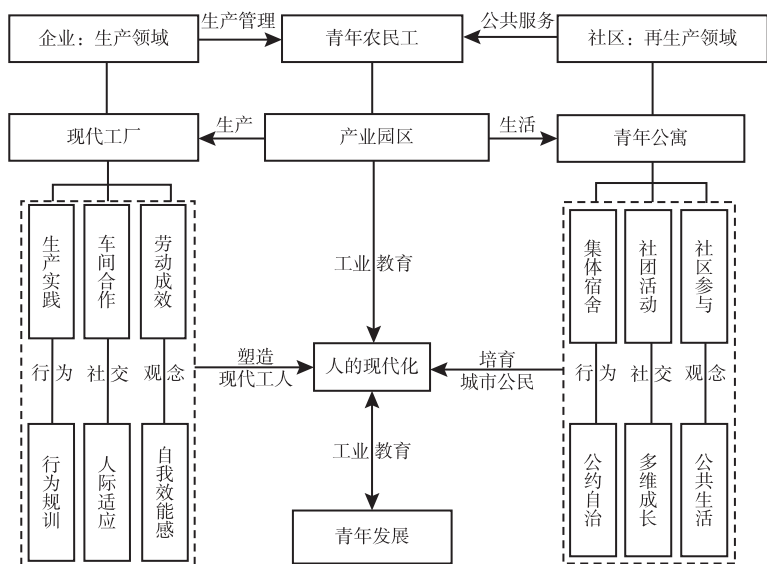 企业：生产领域
生产管理
青年农民工
公共服务
社区：再生产领域
现代工厂
生产
产业园区
生活
青年公寓
生产实践
车间合作
劳动成效
工业教育
集体宿舍
社团活动
社区参与
行为
社交
观念
塑造
现代工人
人的现代化
培育
城市公民
行为
社交
观念
行为规训
人际适应
自我效能感
工业教育
公约自治
多维成长
公共生活
青年发展